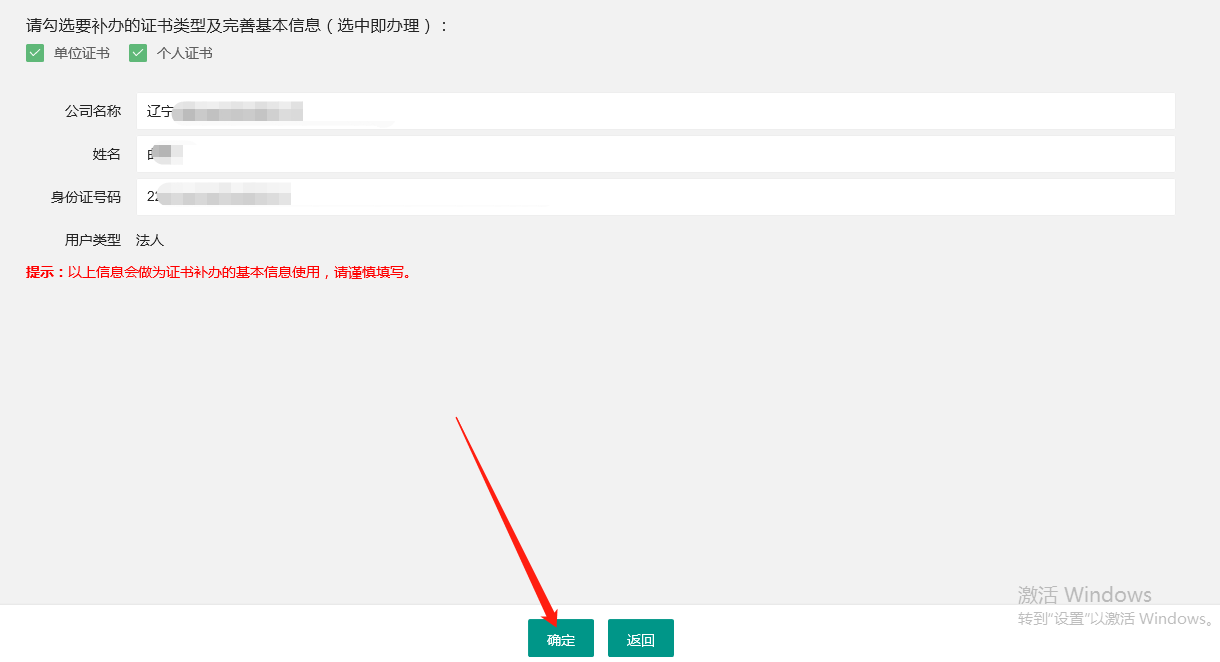 请勾选要补办的证书类型及完善基本信息（选中即办理）：
单位证书 个人证书
公司名称 辽宁
姓名
身份证号码 22
用户类型 法人
提示：以上信息会做为证书补办的基本信息使用，请谨慎填写。
激活 Windows
转到"设置"以激活 Windows。
确定 返回